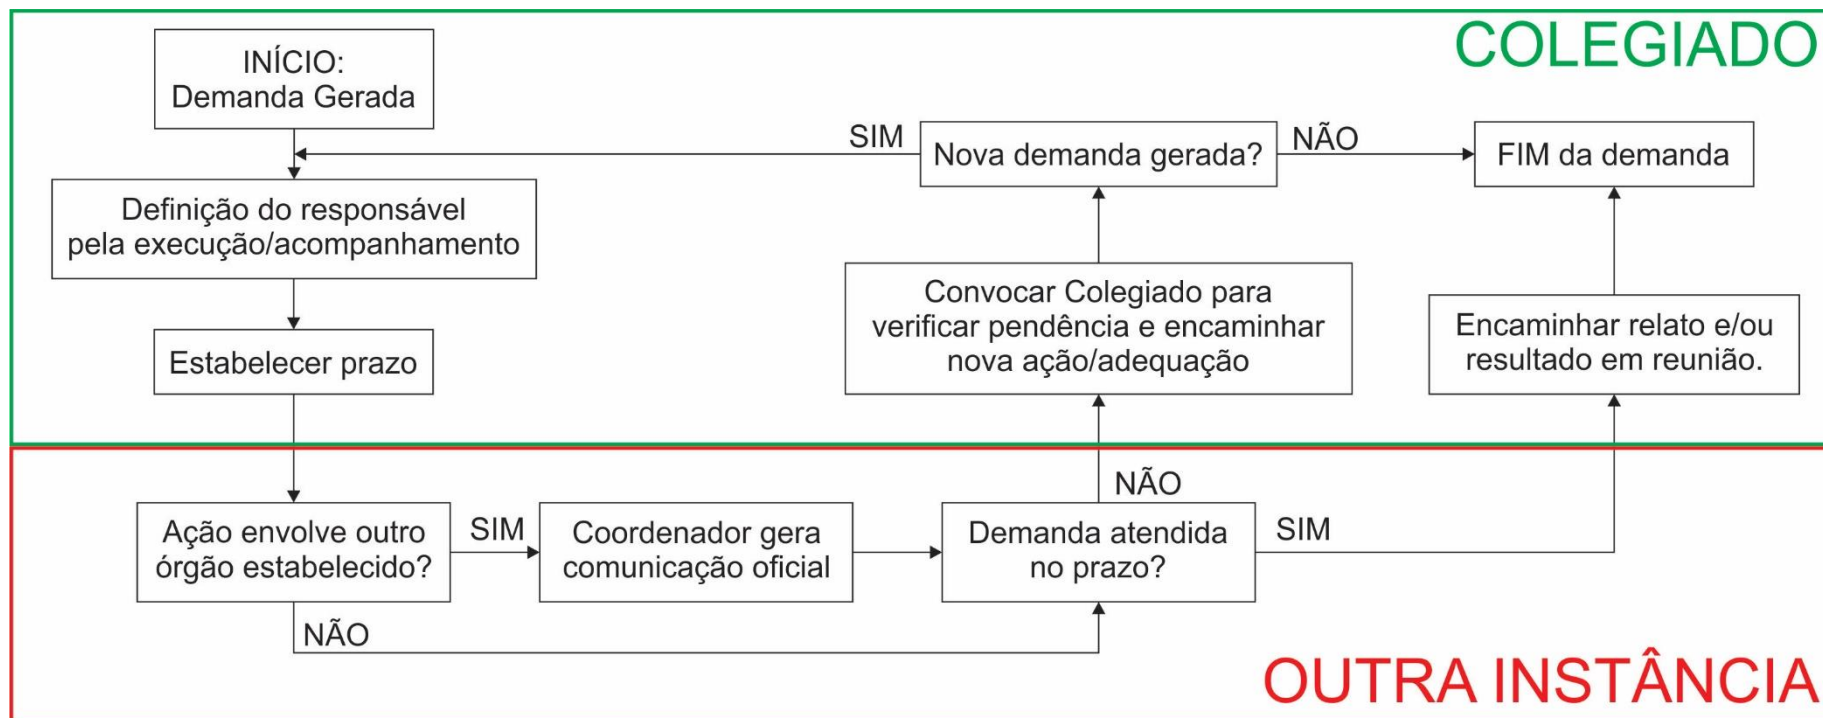 COLEGIADO
INÍCIO:
Demanda Gerada
SIM
Nova demanda gerada?
NÃO
FIM da demanda
Definição do responsável
pela execução/acompanhamento
Convocar Colegiado para
verificar pendência e encaminhar
nova ação/adequação
Encaminhar relato e/ou
resultado em reunião.
Estabelecer prazo
Ação envolve outro
órgão estabelecido?
SIM
Coordenador gera
comunicação oficial
Demanda atendida
no prazo?
NÃO
SIM
NÃO
OUTRA INSTÂNCIA